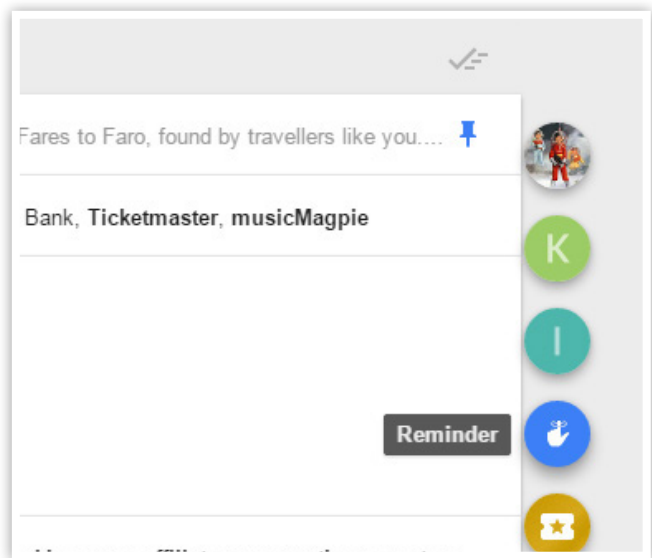 Fares to Faro, found by travellers like you....
Bank, Ticketmaster, musicMagpie
K
I
Reminder